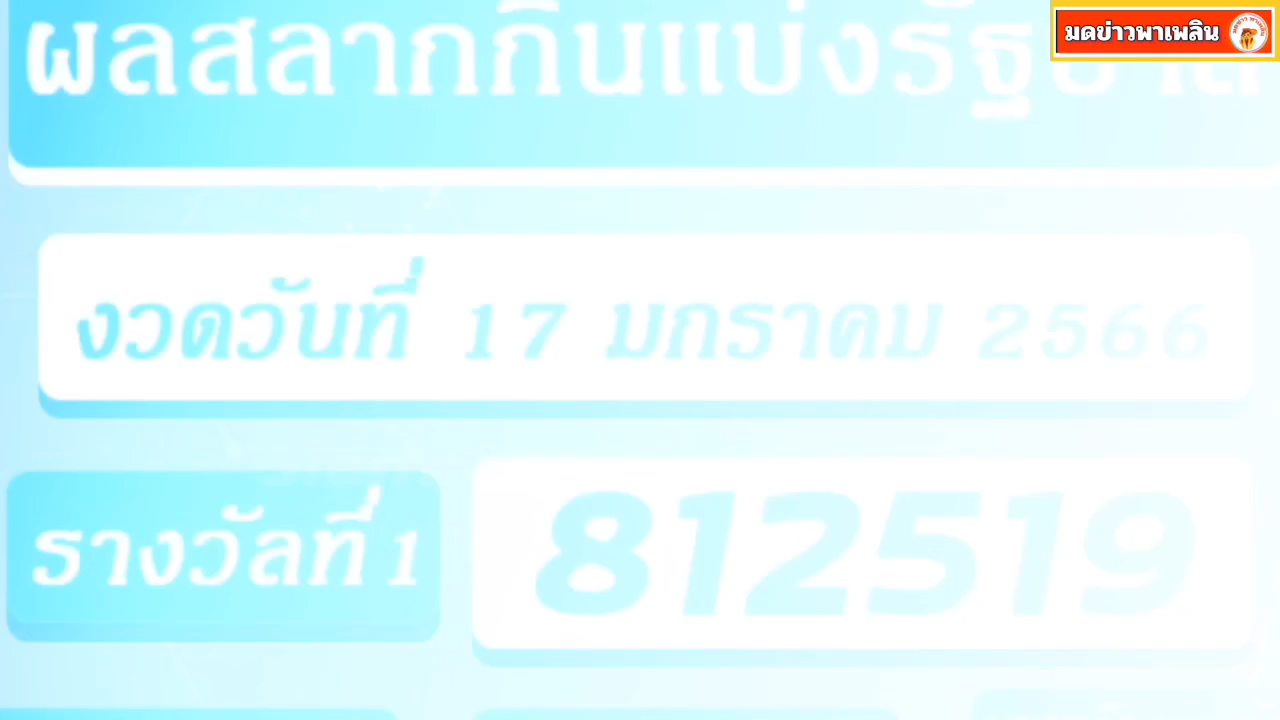 มดข่าวพาเพลิน
ผลสลากกินแบ่งรัฐบาล
งวดวันที่ 17 มกราคม 2566
รางวัลที่ 1 812519